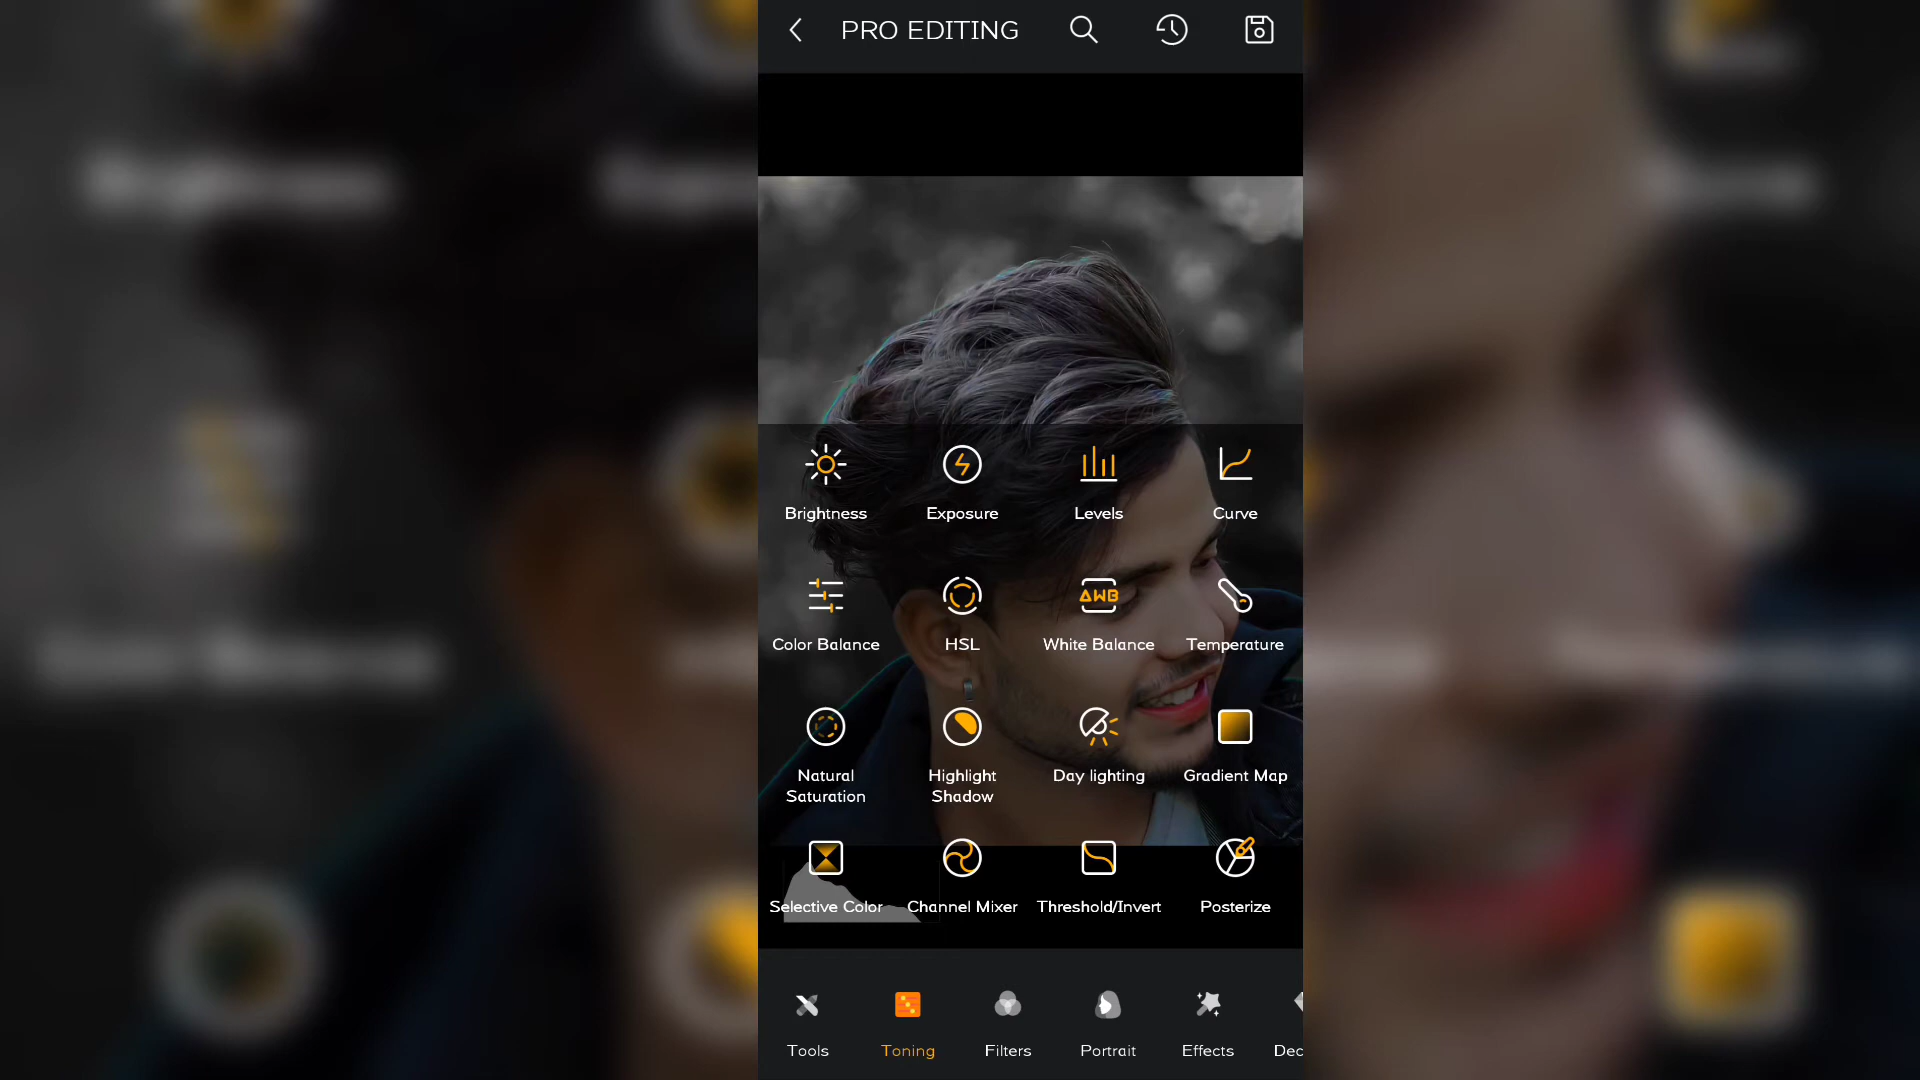 PRO EDITING
Brightness Exposure Levels Curve
AWB
Color Balance HSL White Balance Temperature
Natural Saturation Highlight Shadow Day lighting Gradient Map
Selective Color Channel Mixer Threshold/Invert Posterize
Tools Toning Filters Portrait Effects Dec